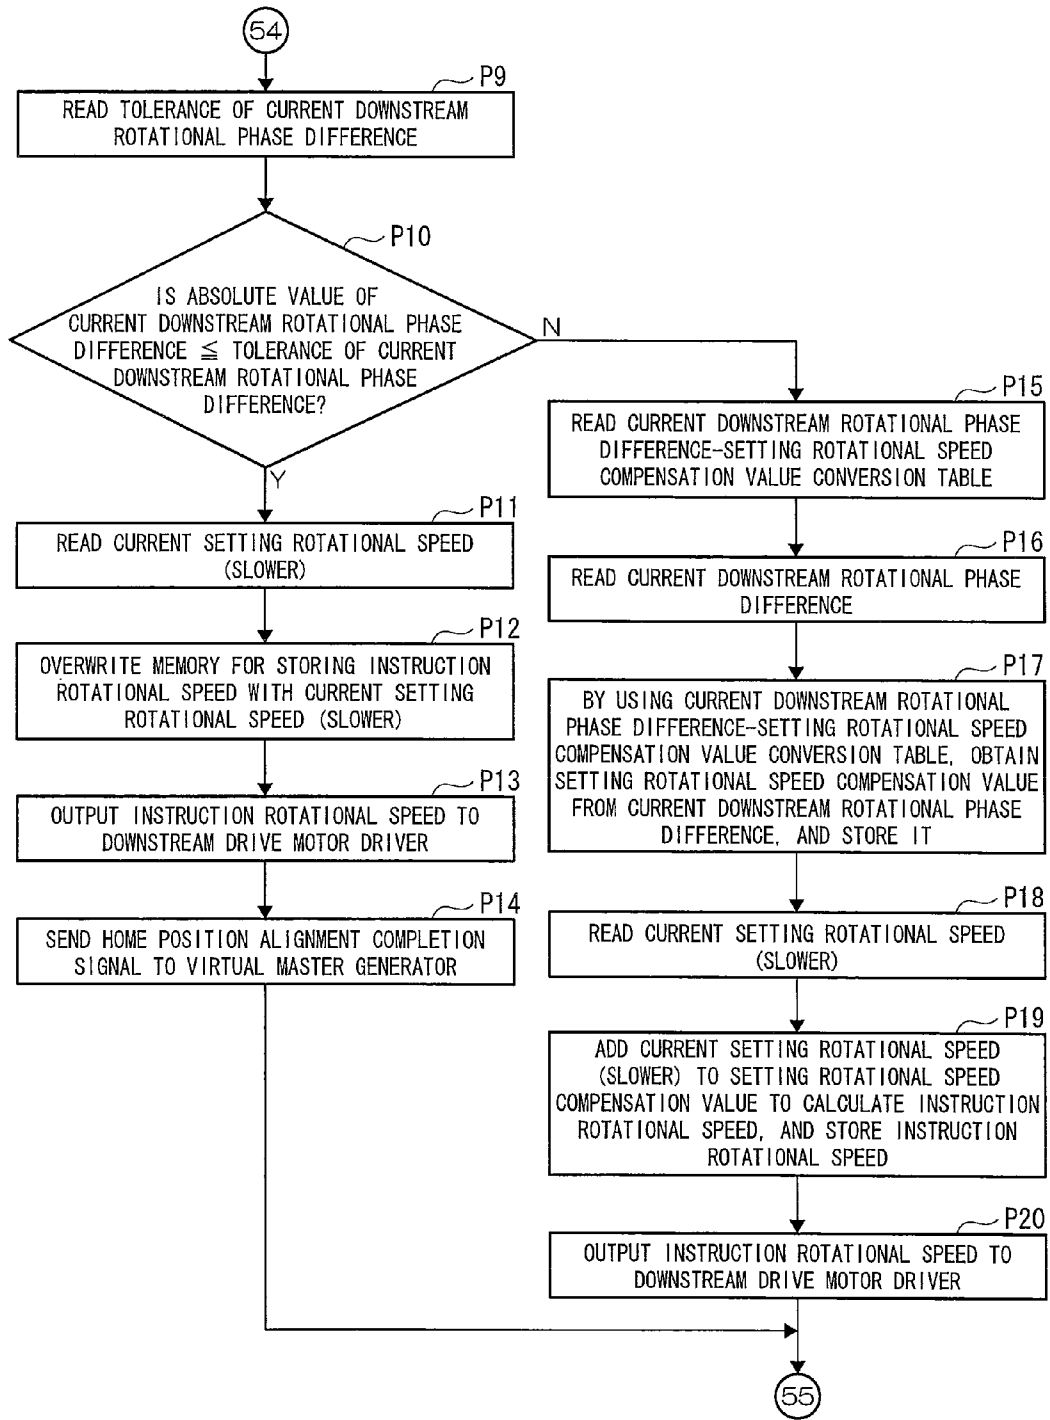 54
P9
READ TOLERANCE OF CURRENT DOWNSTREAM
ROTATIONAL PHASE DIFFERENCE
P10
IS ABSOLUTE VALUE OF
CURRENT DOWNSTREAM ROTATIONAL PHASE
DIFFERENCE ≦ TOLERANCE OF CURRENT
DOWNSTREAM ROTATIONAL PHASE
DIFFERENCE?
N
Y
P11
READ CURRENT SETTING ROTATIONAL SPEED
(SLOWER)
P12
OVERWRITE MEMORY FOR STORING INSTRUCTION
ROTATIONAL SPEED WITH CURRENT SETTING
ROTATIONAL SPEED (SLOWER)
P13
OUTPUT INSTRUCTION ROTATIONAL SPEED TO
DOWNSTREAM DRIVE MOTOR DRIVER
P14
SEND HOME POSITION ALIGNMENT COMPLETION
SIGNAL TO VIRTUAL MASTER GENERATOR
P15
READ CURRENT DOWNSTREAM ROTATIONAL PHASE
DIFFERENCE-SETTING ROTATIONAL SPEED
COMPENSATION VALUE CONVERSION TABLE
P16
READ CURRENT DOWNSTREAM ROTATIONAL PHASE
DIFFERENCE
P17
BY USING CURRENT DOWNSTREAM ROTATIONAL
PHASE DIFFERENCE-SETTING ROTATIONAL SPEED
COMPENSATION VALUE CONVERSION TABLE, OBTAIN
SETTING ROTATIONAL SPEED COMPENSATION VALUE
FROM CURRENT DOWNSTREAM ROTATIONAL PHASE
DIFFERENCE, AND STORE IT
P18
READ CURRENT SETTING ROTATIONAL SPEED
(SLOWER)
P19
ADD CURRENT SETTING ROTATIONAL SPEED
(SLOWER) TO SETTING ROTATIONAL SPEED
COMPENSATION VALUE TO CALCULATE INSTRUCTION
ROTATIONAL SPEED, AND STORE INSTRUCTION
ROTATIONAL SPEED
P20
OUTPUT INSTRUCTION ROTATIONAL SPEED TO
DOWNSTREAM DRIVE MOTOR DRIVER
55